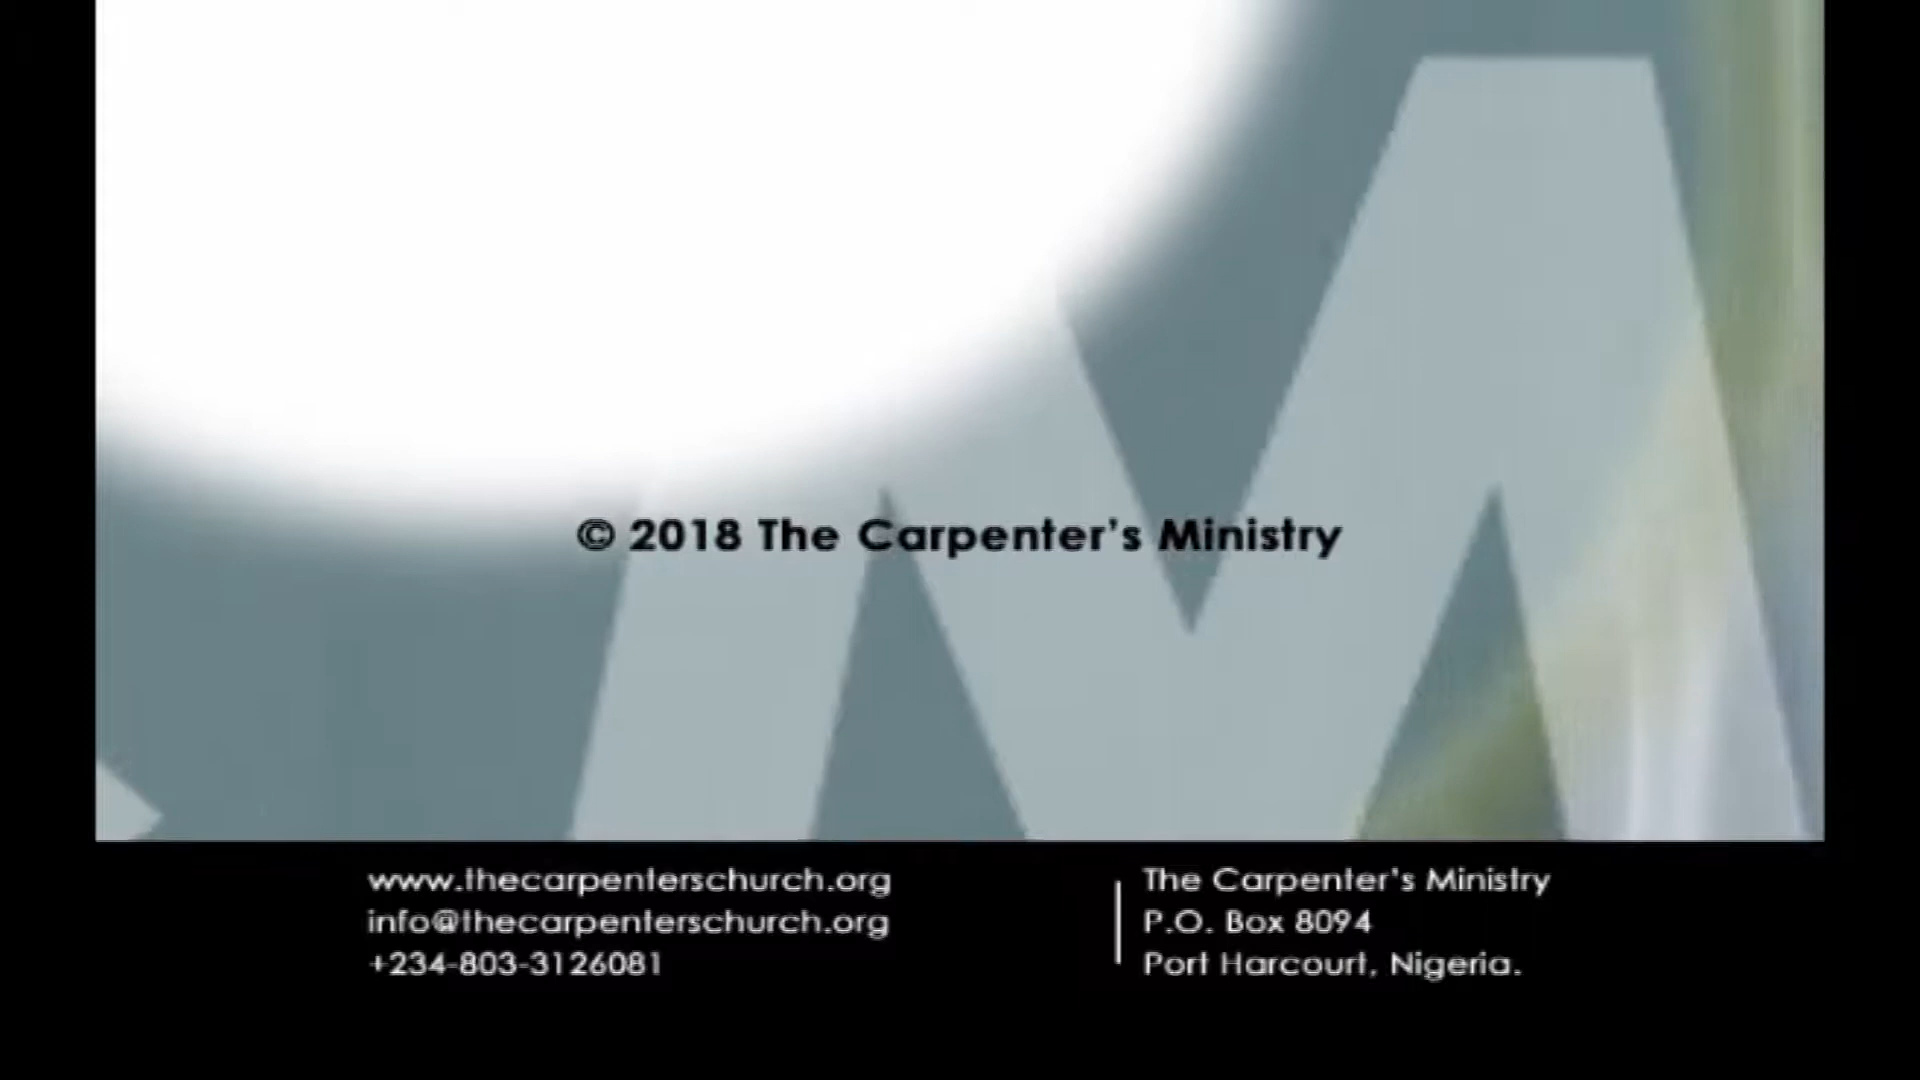 © 2018 The Carpenter's Ministry
www.thecarpenterschurch.org
info@thecarpenterschurch.org
+234-803-3126081
The Carpenter's Ministry
P.O. Box 8094
Port Harcourt, Nigeria.